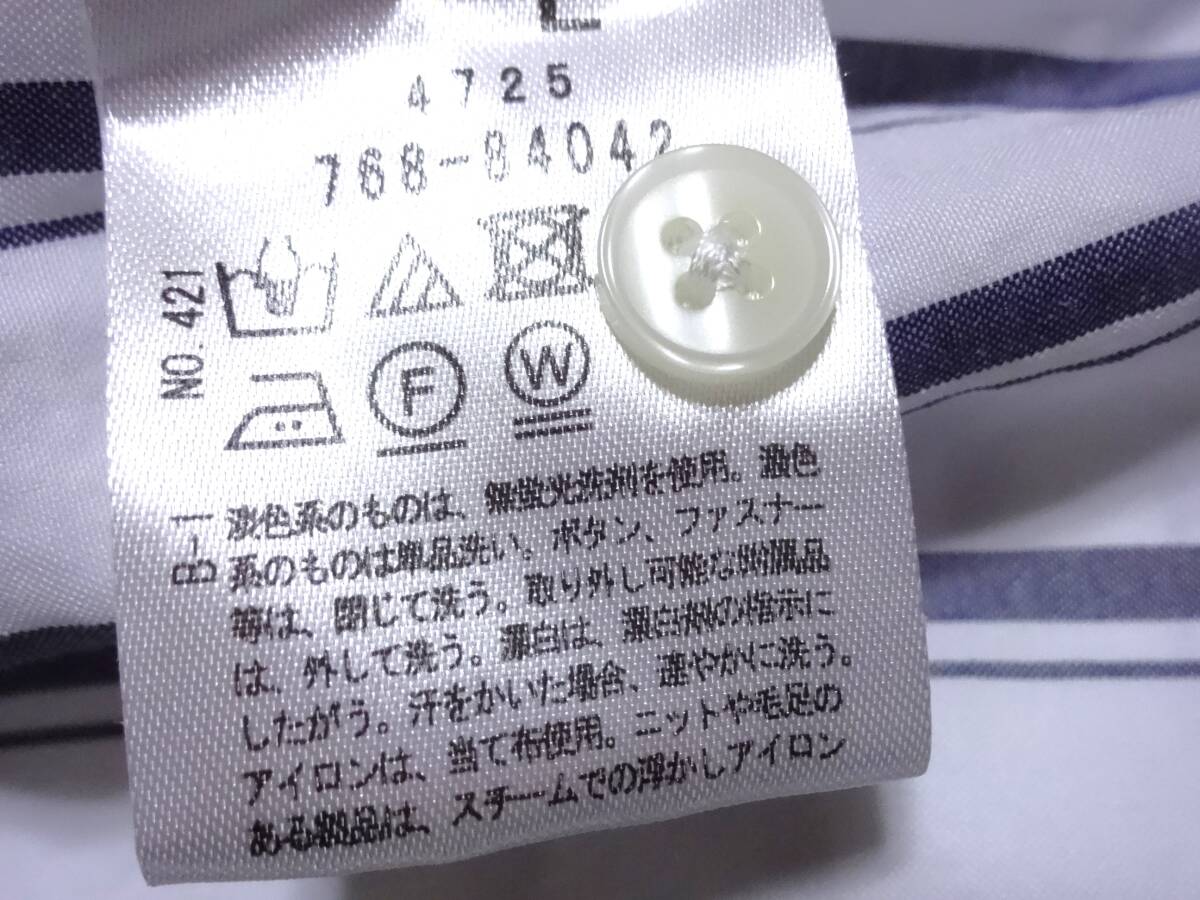 L
4725
768-84042
NO.421
F
W
B-1
淡色系のものは、無蛍光洗剤を使用。濃色
系のものは単品洗い。ボタン、ファスナー
等は、閉じて洗う。取り外し可能な附属品
は、外して洗う。漂白は、漂白剤の指示に
したがう。汗をかいた場合、速やかに洗う。
アイロンは、当て布使用。ニットや毛足の
ある製品は、スチームでの浮かしアイロン